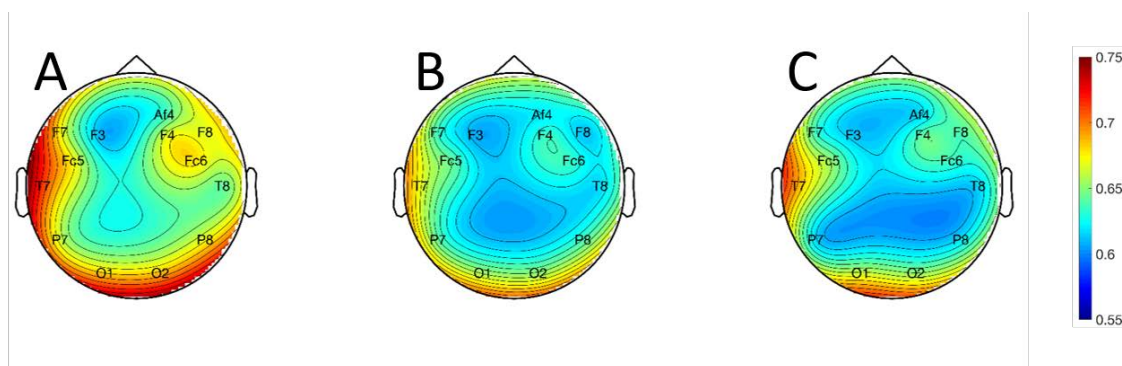 A B C
Af4 Af4 Af4
F7 F3 F4 F8 F7 F3 F4 F8 F7 F3 F4 F8
Fc5 Fc6 Fc5 Fc6 Fc5 Fc6
T7 T8 T7 T8 T7 T8
P7 P8 P7 P8 P7 P8
O1 O2 O1 O2 O1 O2
0.75
0.7
0.65
0.6
0.55